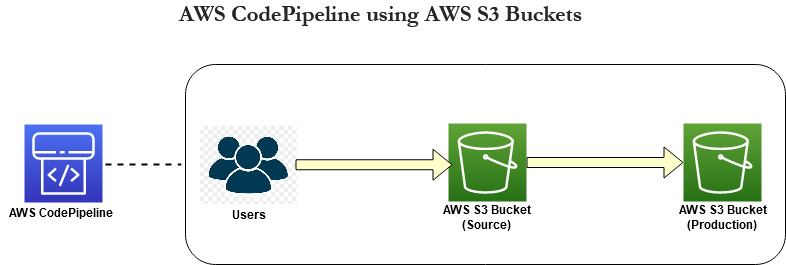 AWS CodePipeline using AWS S3 Buckets
</>
AWS CodePipeline
Users
AWS S3 Bucket
(Source)
AWS S3 Bucket
(Production)